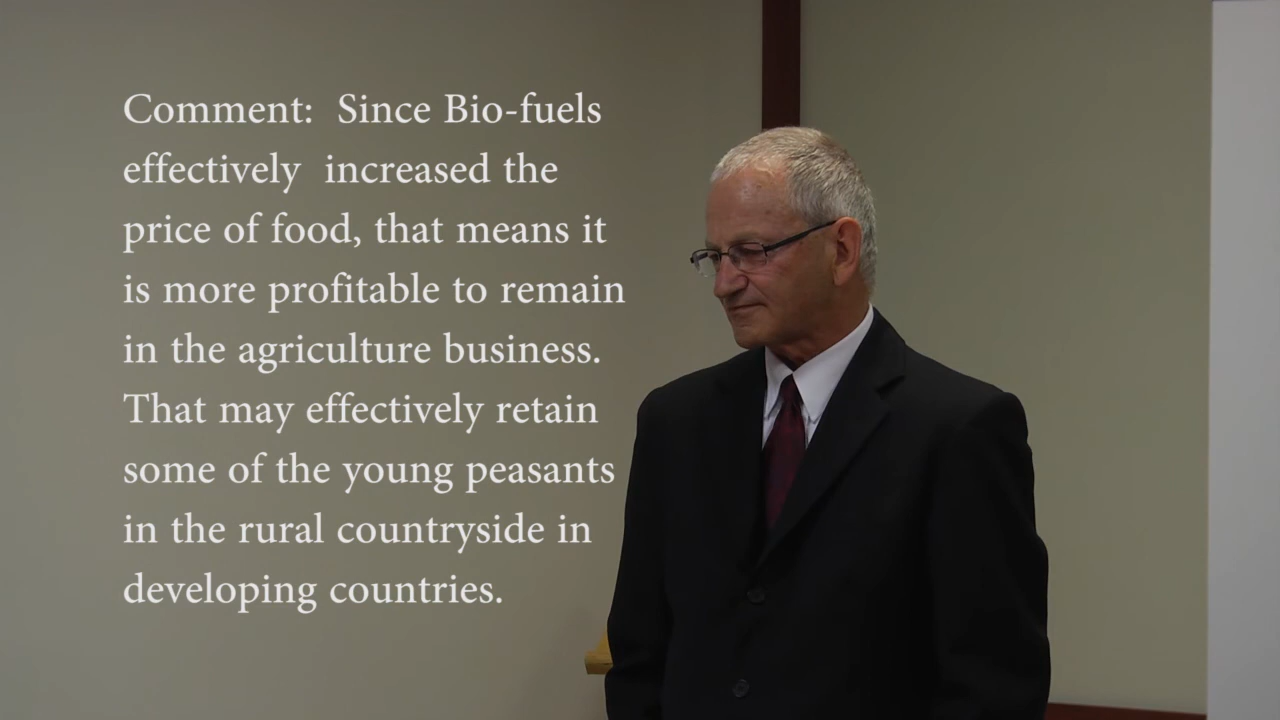 Comment:  Since Bio-fuels
effectively  increased the
price of food, that means it
is more profitable to remain
in the agriculture business.
That may effectively retain
some of the young peasants
in the rural countryside in
developing countries.